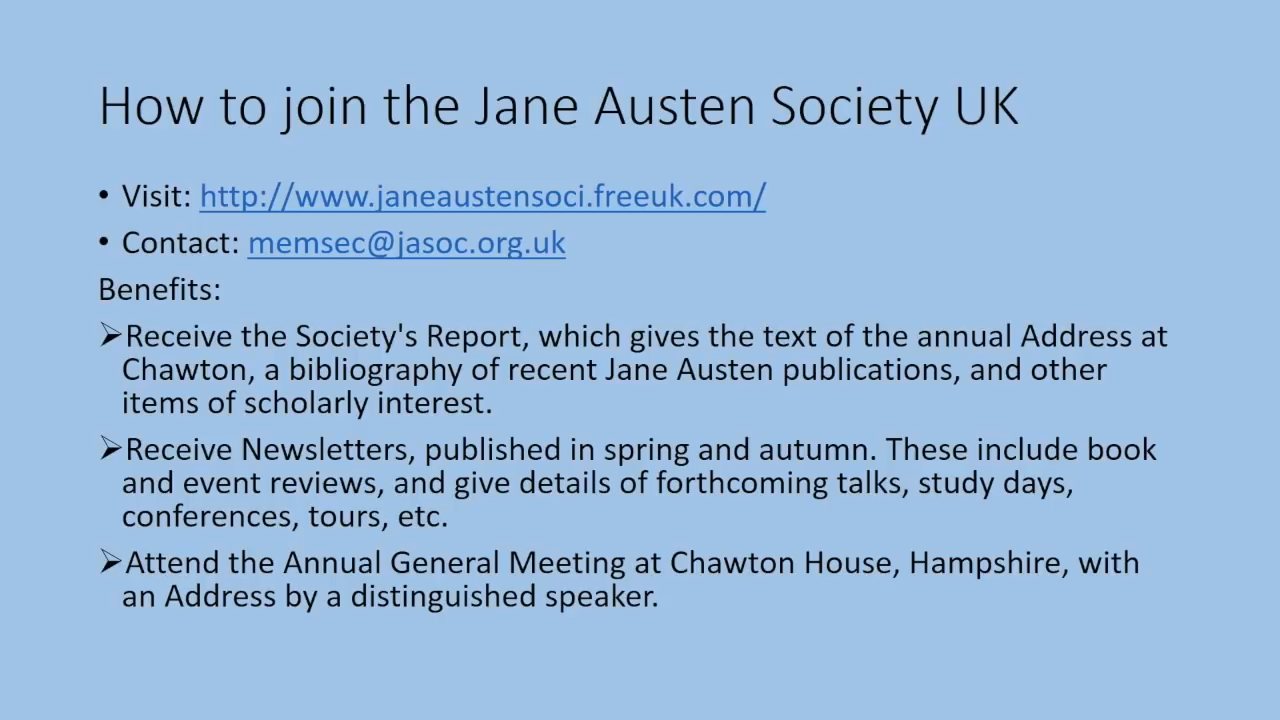 How to join the Jane Austen Society UK
• Visit: http://www.janeaustensoci.freeuk.com/
• Contact: memsec@jasoc.org.uk
Benefits:
➢Receive the Society's Report, which gives the text of the annual Address at
Chawton, a bibliography of recent Jane Austen publications, and other
items of scholarly interest.
➢Receive Newsletters, published in spring and autumn. These include book
and event reviews, and give details of forthcoming talks, study days,
conferences, tours, etc.
➢Attend the Annual General Meeting at Chawton House, Hampshire, with
an Address by a distinguished speaker.